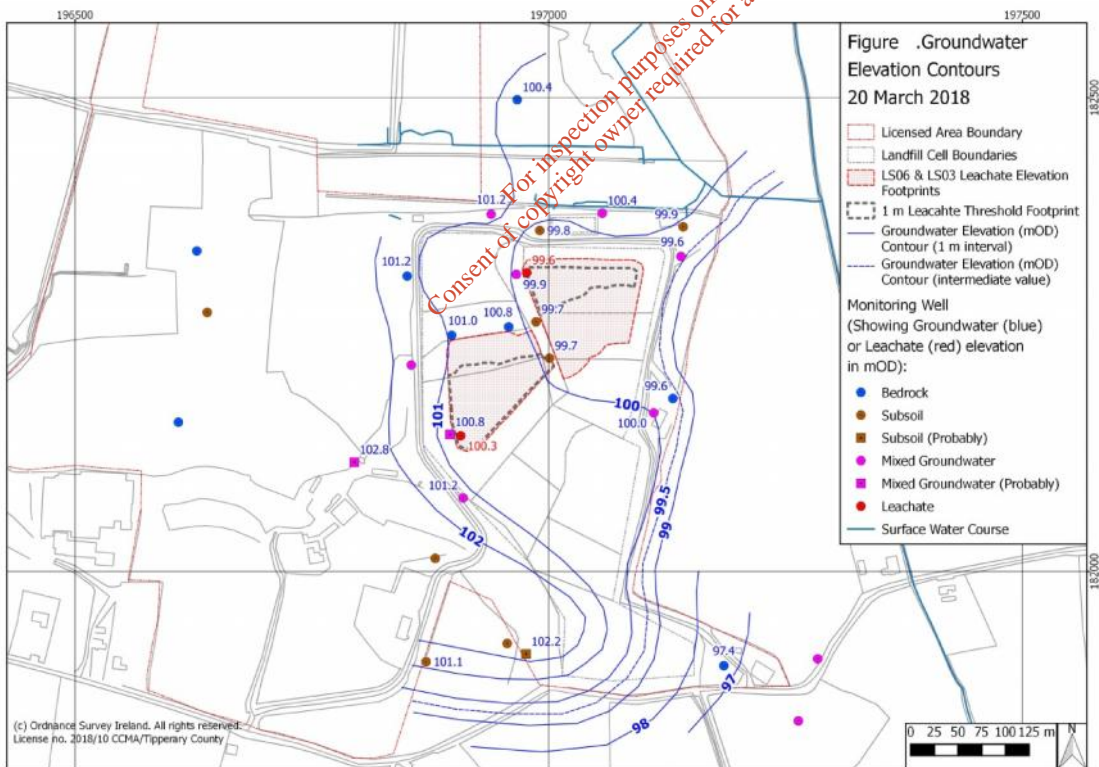 196500
197000
197500
182500
182000
Consent of copyright owner required for a
For inspection purposes on
Figure .Groundwater
Elevation Contours
20 March 2018
Licensed Area Boundary
Landfill Cell Boundaries
LS06 & LS03 Leachate Elevation
Footprints
1 m Leacahte Threshold Footprint
Groundwater Elevation (mOD)
Contour (1 m interval)
Groundwater Elevation (mOD)
Contour (intermediate value)
Monitoring Well
(Showing Groundwater (blue)
or Leachate (red) elevation
in mOD):
Bedrock
Subsoil
Subsoil (Probably)
Mixed Groundwater
Mixed Groundwater (Probably)
Leachate
Surface Water Course
100.4
101.2
100.4
99.8
99.9
99.6
101.2
99.6
99.9
101.0
100.8
99.7
99.7
99.6
100
100.0
101
100.8
100.3
102.8
101.2
102
99.5
99
102.2
101.1
97.4
97
98
(c) Ordnance Survey Ireland. All rights reserved.
License no. 2018/10 CCMA/Tipperary County
0 25 50 75 100 125 m
N